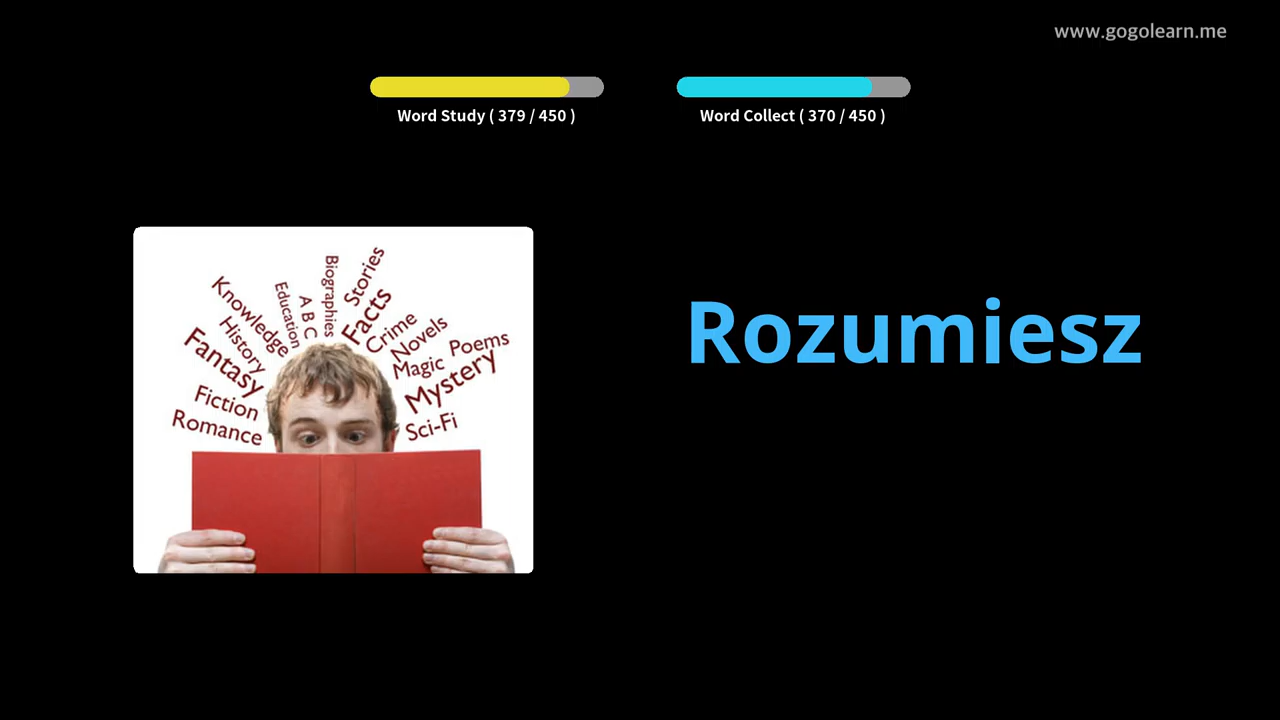 www.gogolearn.me
Word Study ( 379 / 450 )
Word Collect ( 370 / 450 )
Rozumiesz
Knowledge
Education
A B C
Biographies
Stories
Facts
Crime
Novels
Poems
History
Fantasy
Magic
Mystery
Fiction
Romance
Sci-Fi